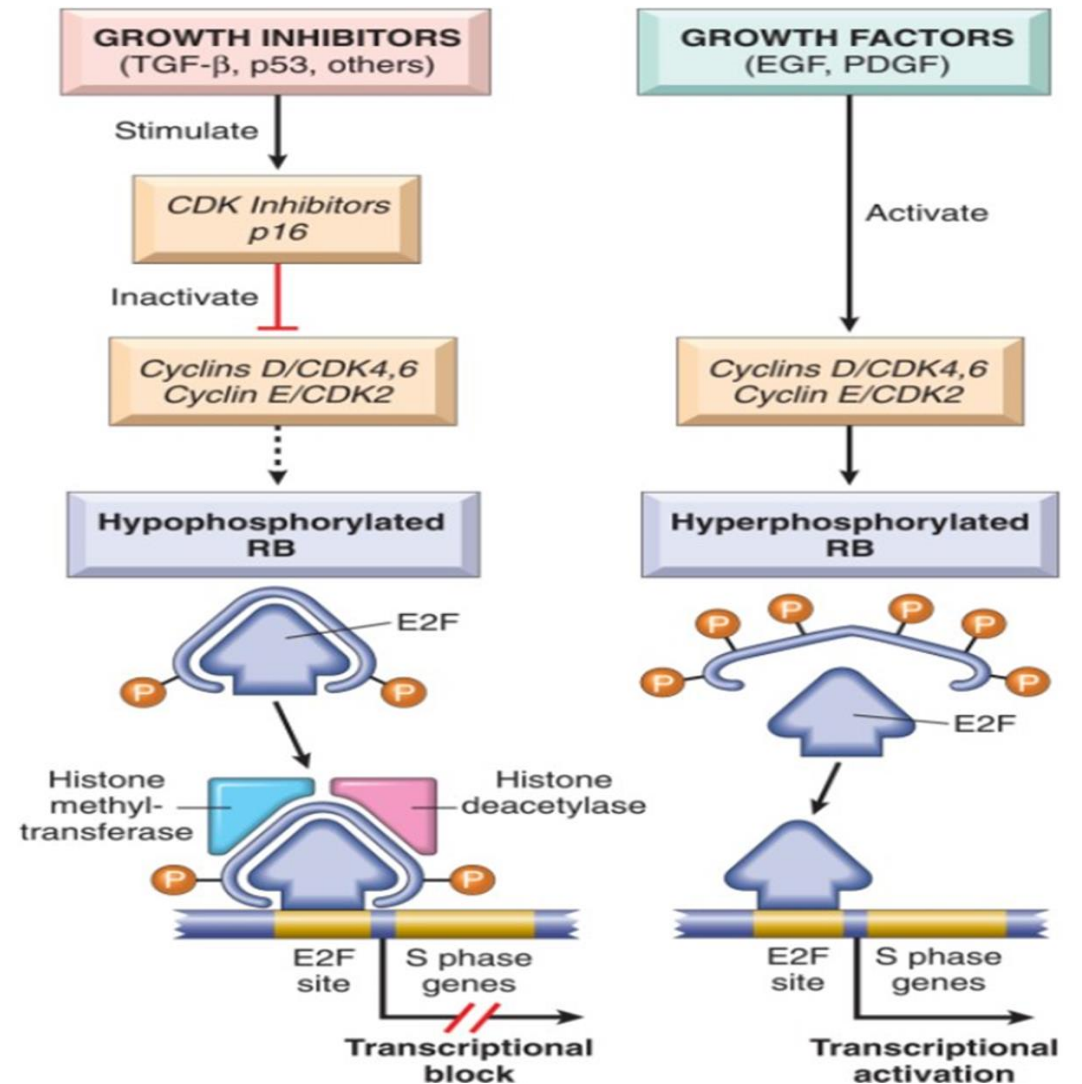 GROWTH INHIBITORS
(TGF-β, p53, others)
Stimulate
CDK Inhibitors
p16
Inactivate
Cyclins D/CDK4,6
Cyclin E/CDK2
Hypophosphorylated
RB
E2F
P
P
Histone
methyl-
transferase
Histone
deacetylase
P
P
E2F
site
S phase
genes
Transcriptional
block
GROWTH FACTORS
(EGF, PDGF)
Activate
Cyclins D/CDK4,6
Cyclin E/CDK2
Hyperphosphorylated
RB
P
P
P
P
P
P
E2F
E2F
site
S phase
genes
Transcriptional
activation